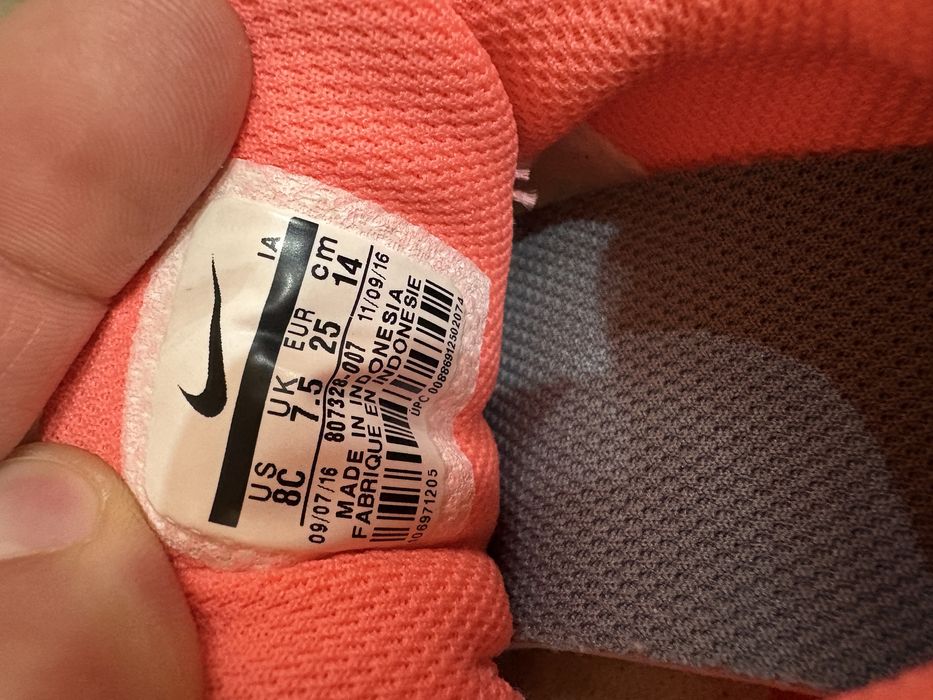 IA
US UK EUR cm
8C 7.5 25 14
09/07/16 807328-007 11/09/16
MADE IN INDONESIA
FABRIQUE EN INDONESIE
UPC 00886912502074